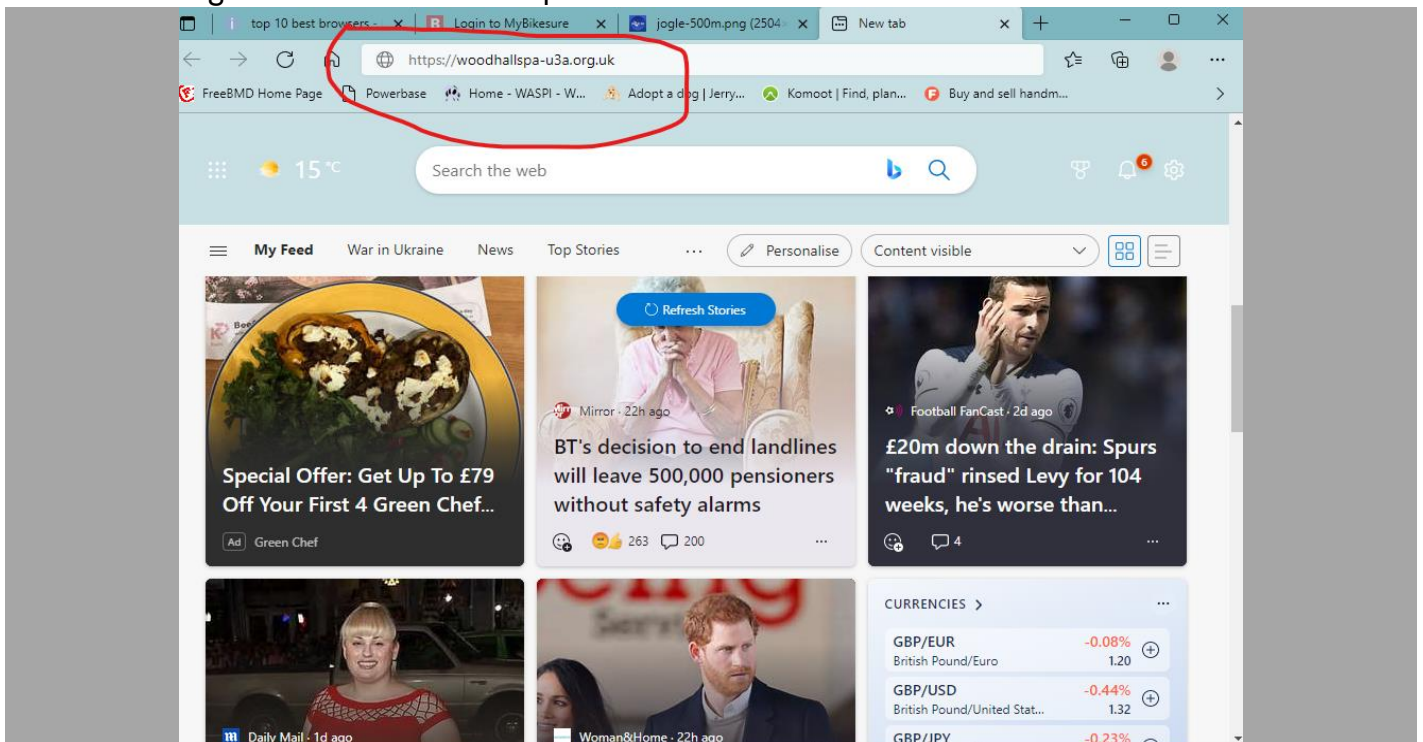 top 10 best browsers -
Login to MyBikesure
jogle-500m.png (2504
New tab
https://woodhallspa-u3a.org.uk
FreeBMD Home Page
Powerbase
Home - WASPI - W...
Adopt a dog | Jerry...
Komoot | Find, plan...
Buy and sell handm...
15 °C
Search the web
6
My Feed
War in Ukraine
News
Top Stories
...
Personalise
Content visible
Refresh Stories
Special Offer: Get Up To £79
Off Your First 4 Green Chef...
Ad Green Chef
Mirror · 22h ago
BT's decision to end landlines
will leave 500,000 pensioners
without safety alarms
263
200
Football FanCast · 2d ago
£20m down the drain: Spurs
"fraud" rinsed Levy for 104
weeks, he's worse than...
4
Daily Mail · 1d ago
Woman&Home · 22h ago
CURRENCIES >
GBP/EUR
-0.08%
British Pound/Euro
1.20
GBP/USD
-0.44%
British Pound/United Stat...
1.32
GBP/JPY
-0.23%